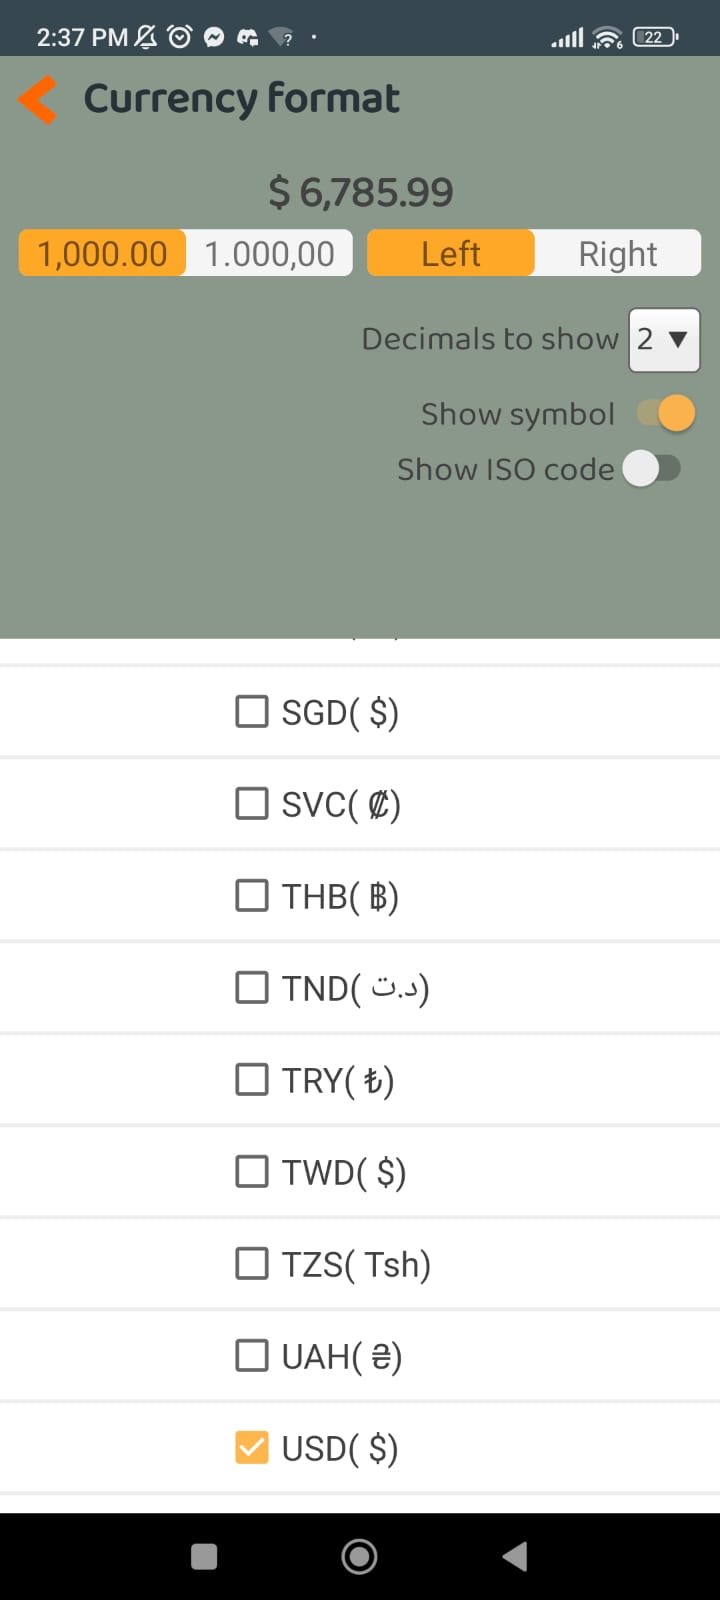 2:37 PM ? 6 22
Currency format
$ 6,785.99
1,000.00 1.000,00 Left Right
Decimals to show 2 ▼
Show symbol
Show ISO code
SGD( $)
SVC( ₡)
THB( ฿)
TND( د.ت)
TRY( ₺)
TWD( $)
TZS( Tsh)
UAH( ₴)
USD( $)